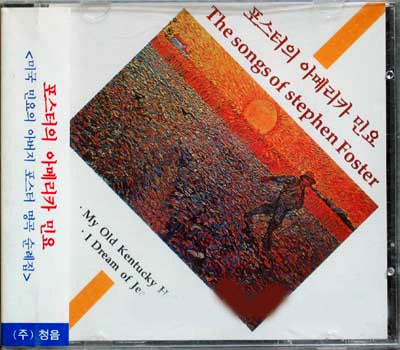 포스터의 아메리카 민요
<미국 민요의 아버지 포스터 명곡 순례집>
(주) 청음
포스터의 아메리카 민요
The songs of stephen Foster
· My Old Kentucky
· I Dream of